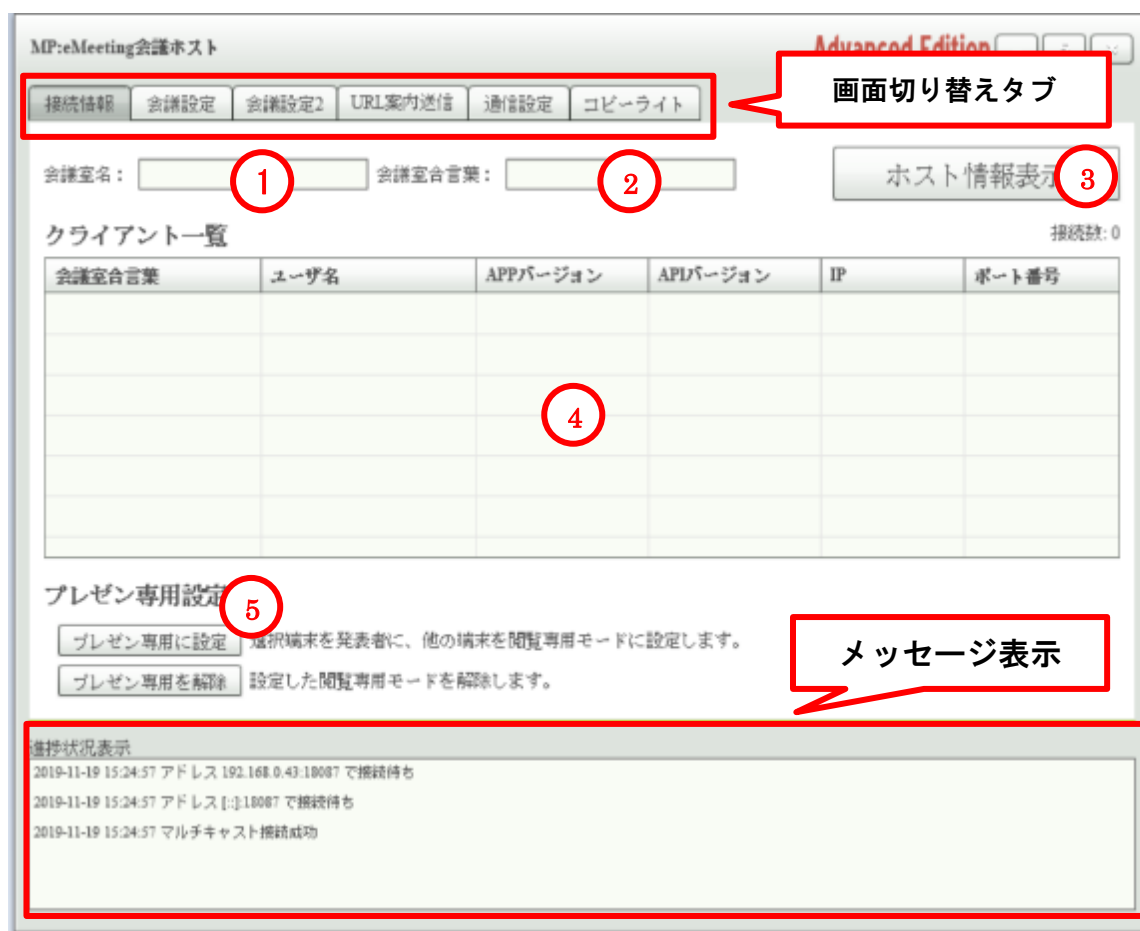 MP:eMeeting会議ホスト
Advanced Edition
画面切り替えタブ
接続情報 会議設定 会議設定2 URL案内送信 通信設定 コピーライト
会議室名： 1 会議室合言葉： 2 ホスト情報表示 3
クライアント一覧 接続数: 0
会議室合言葉 ユーザ名 APPバージョン APIバージョン IP ポート番号
4
プレゼン専用設定 5
プレゼン専用に設定 選択端末を発表者に、他の端末を閲覧専用モードに設定します。
メッセージ表示
プレゼン専用を解除 設定した閲覧専用モードを解除します。
進捗状況表示
2019-11-19 15:24:57 アドレス 192.168.0.43:18087 で接続待ち
2019-11-19 15:24:57 アドレス [::]:18087 で接続待ち
2019-11-19 15:24:57 マルチキャスト接続成功